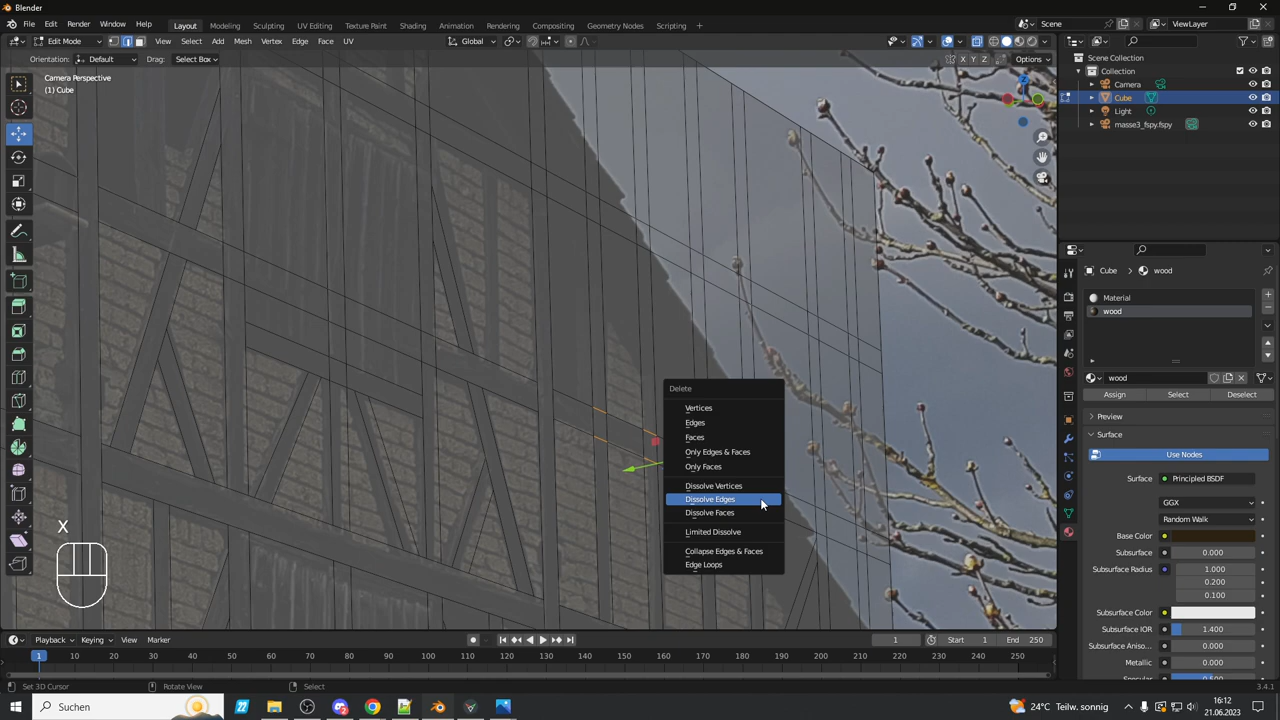 Blender
File Edit Render Window Help Layout Modeling Sculpting UV Editing Texture Paint Shading Animation Rendering Compositing Geometry Nodes Scripting + Scene ViewLayer
Edit Mode View Select Add Mesh Vertex Edge Face UV Global
Orientation: Default Drag: Select Box X Y Z Options
Camera Perspective
(1) Cube
Scene Collection
Collection
Camera
Cube
Light
masse3_fspy.fspy
Z
Cube > wood
Material
wood
wood
Assign Select Deselect
Preview
Surface
Use Nodes
Surface Principled BSDF
GGX
Random Walk
Base Color
Subsurface 0.000
Subsurface Radius 1.000
0.200
0.100
Subsurface Color
Subsurface IOR 1.400
Subsurface Aniso... 0.000
Metallic 0.000
Specular 0.500
Delete
Vertices
Edges
Faces
Only Edges & Faces
Only Faces
Dissolve Vertices
Dissolve Edges
Dissolve Faces
Limited Dissolve
Collapse Edges & Faces
Edge Loops
X
Playback Keying View Marker 1 Start 1 End 250
1 10 20 30 40 50 60 70 80 90 100 110 120 130 140 150 160 170 180 190 200 210 220 230 240 250
Set 3D Cursor Rotate View Select 3.4.1
Suchen 24°C Teilw. sonnig 16:12
21.06.2023